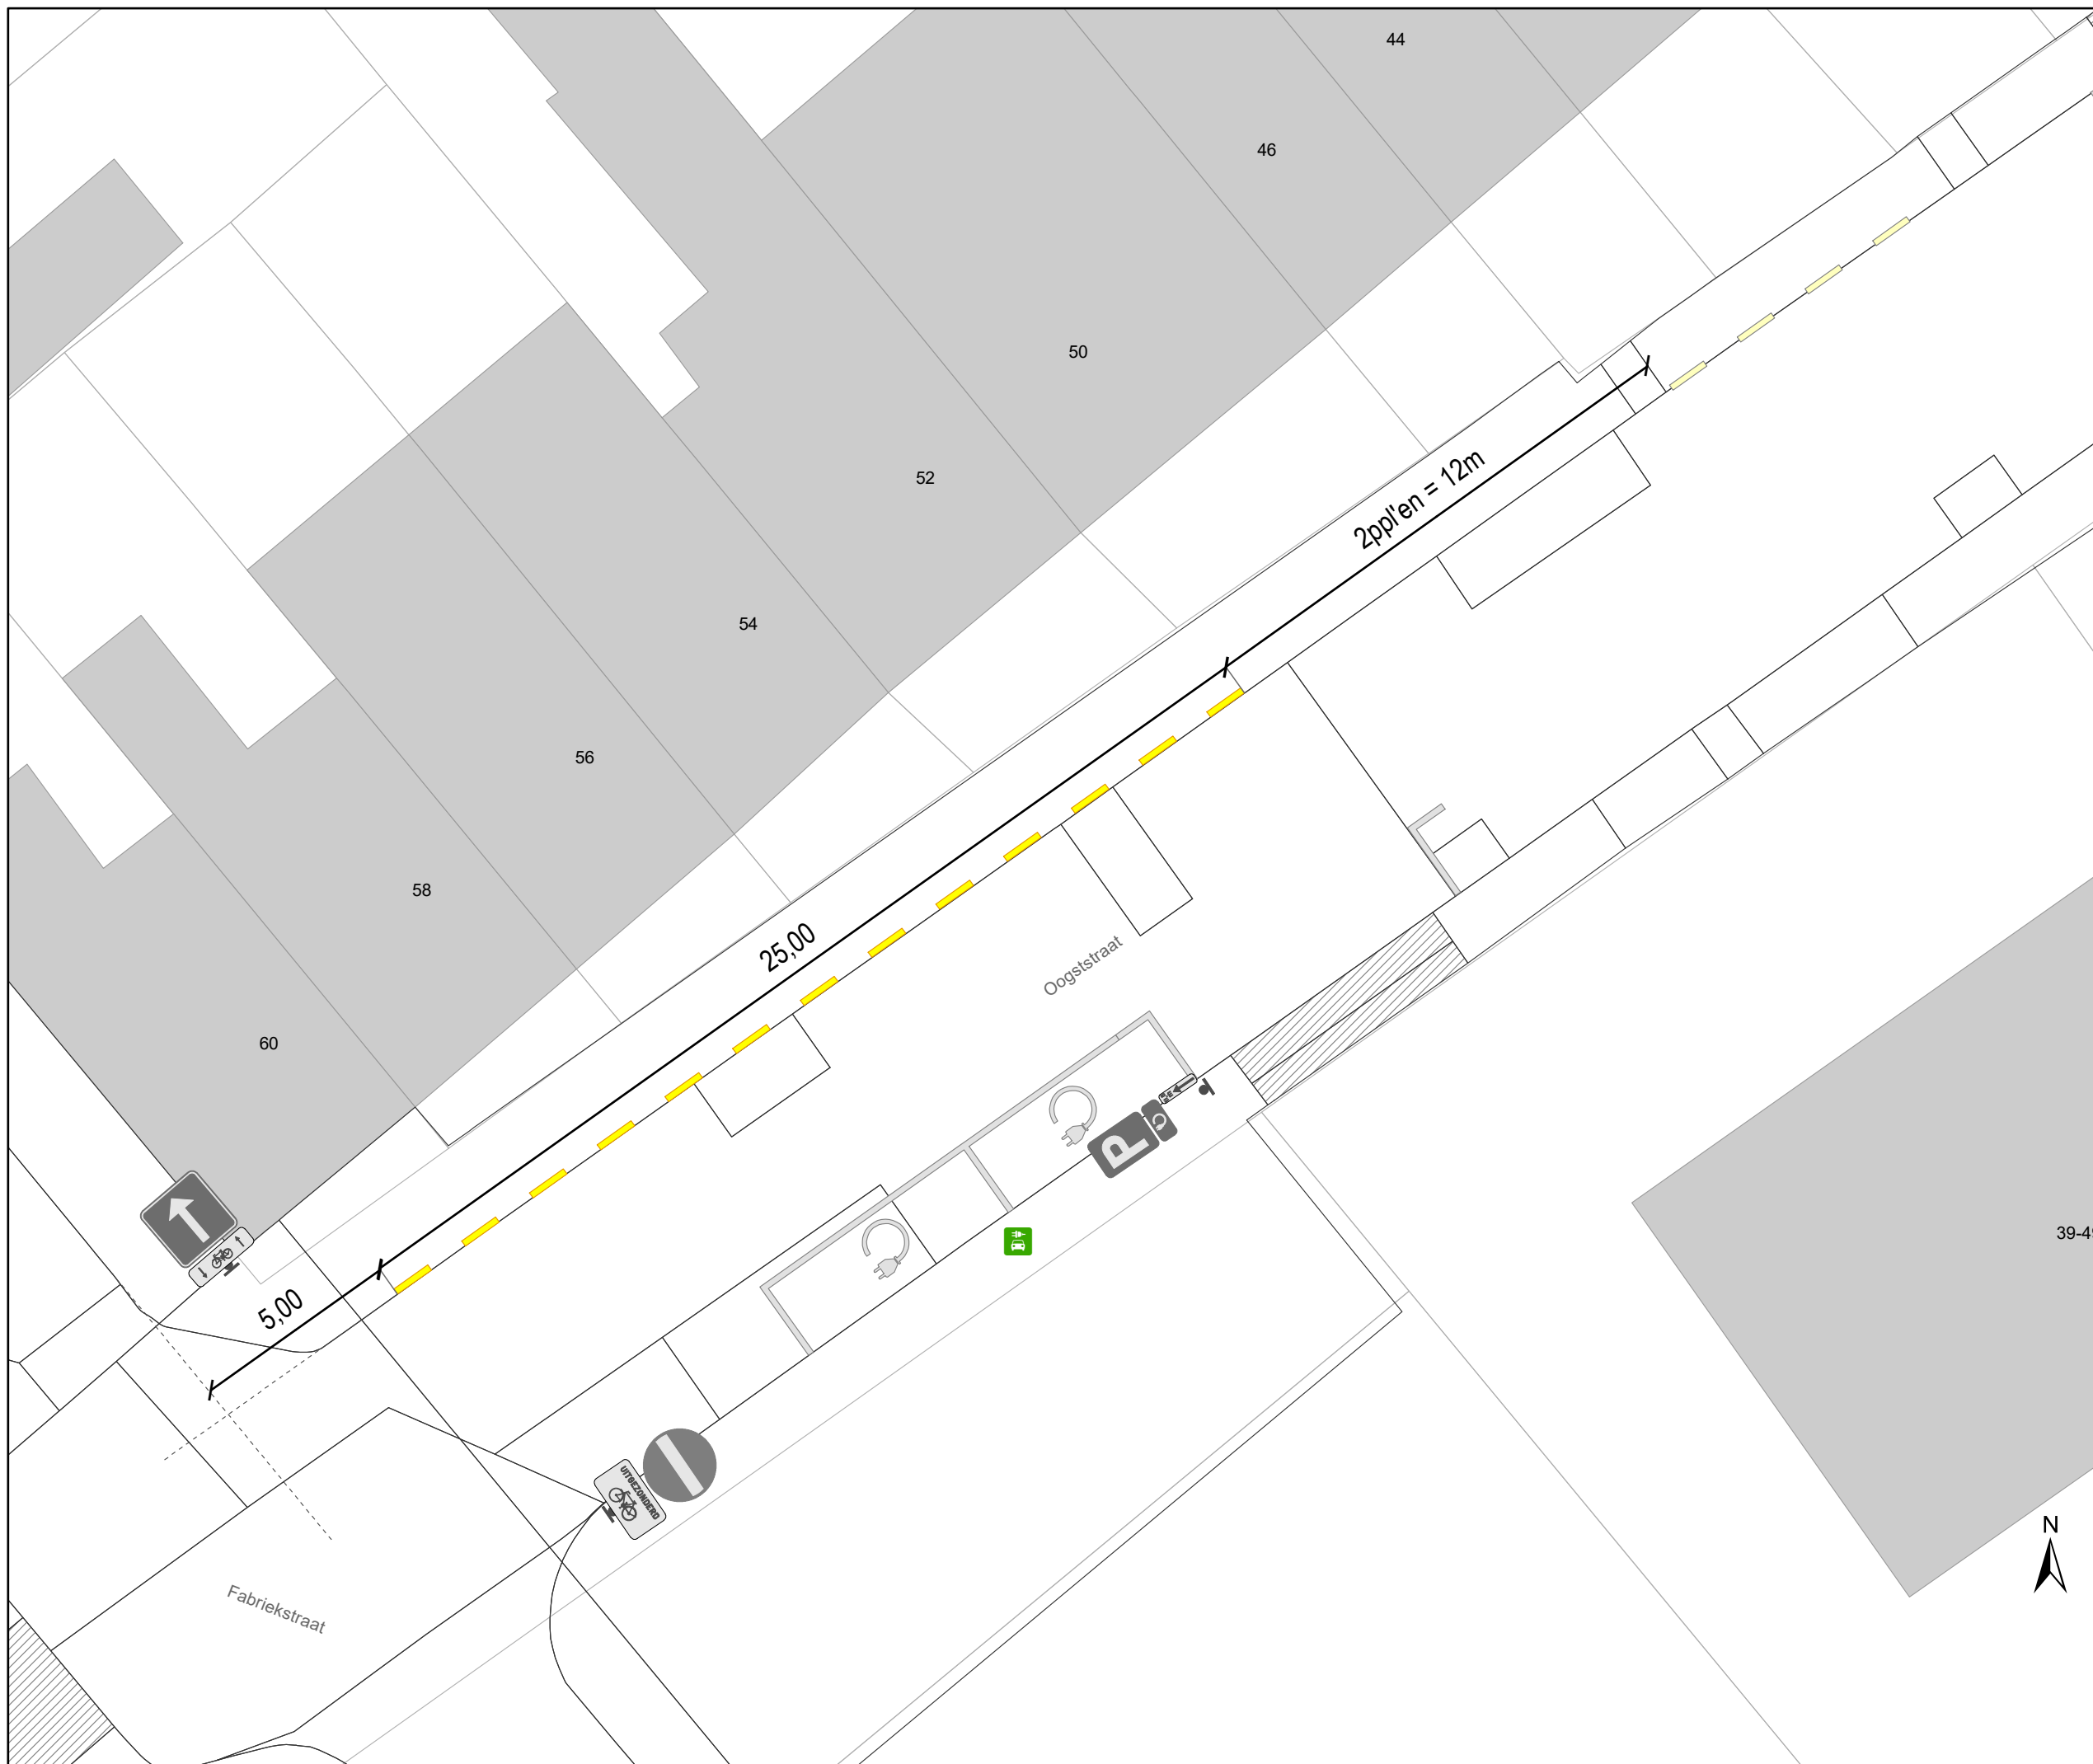 44
46
50
2ppl'en = 12m
52
54
56
25,00
58
Oogststraat
60
P
39-4
5,00
UITGEZONDERD
N
Fabriekstraat